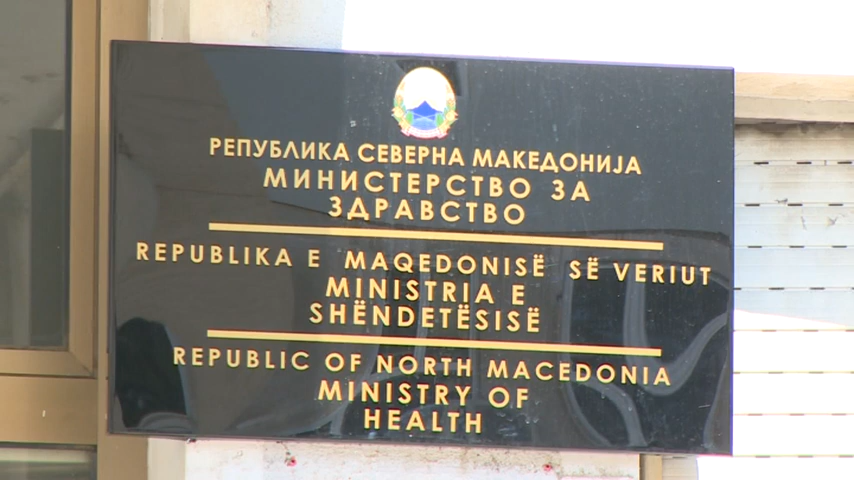 РЕПУБЛИКА СЕВЕРНА МАКЕДОНИЈА
МИНИСТЕРСТВО ЗА
ЗДРАВСТВО
REPUBLIKA E MAQEDONISË SË VERIUT
MINISTRIA E
SHËNDETËSISË
REPUBLIC OF NORTH MACEDONIA
MINISTRY OF
HEALTH